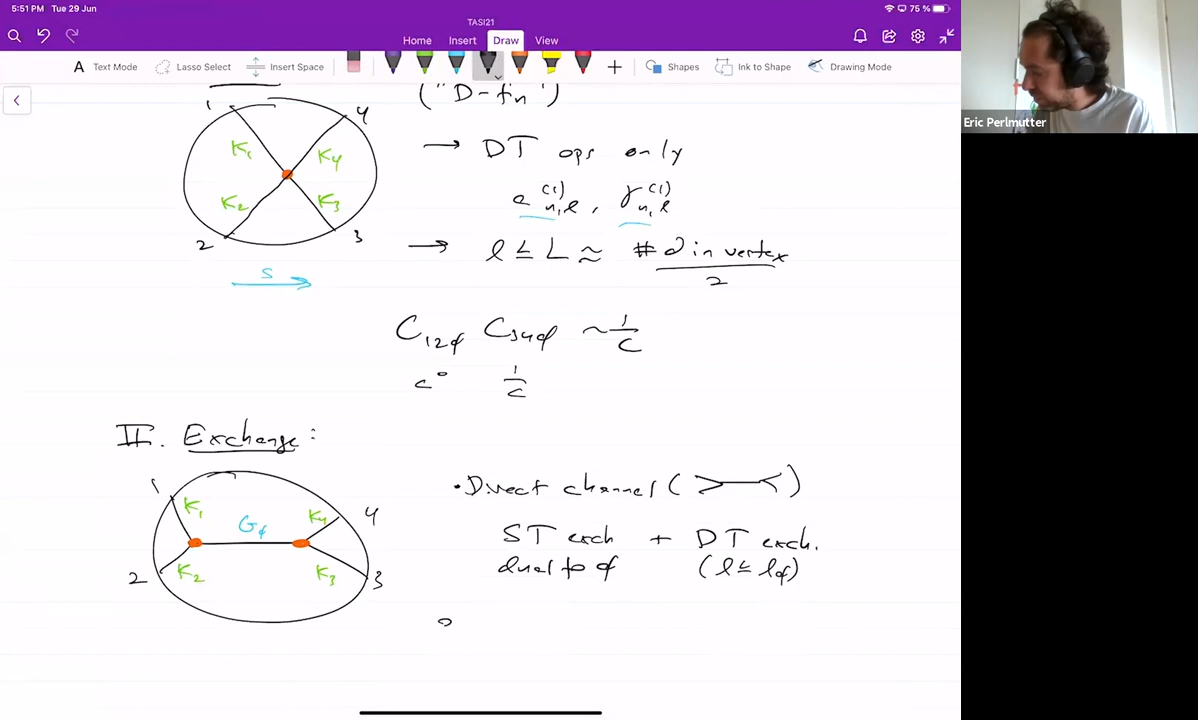 5:51 PM Tue 29 Jun
75 %
TASI21
Home Insert Draw View
A Text Mode Lasso Select Insert Space Shapes Ink to Shape Drawing Mode
Eric Perlmutter
("D-fn")
1 4
K₁ K₄
K₂ K₃
2 3
s
→ DT ops only
a⁽¹⁾ₙ,ℓ , γ⁽¹⁾ₙ,ℓ
→ ℓ ≤ L ≈ # ∂ in vertex / 2
C₁₂φ C₃₄φ ~ 1/c
c⁰ 1/c
II. Exchange:
1 4
K₁ Gφ K₄
K₂ K₃
2 3
• Direct channel ( >—< )
ST exch + DT exch.
dual to φ (ℓ ≤ ℓφ)